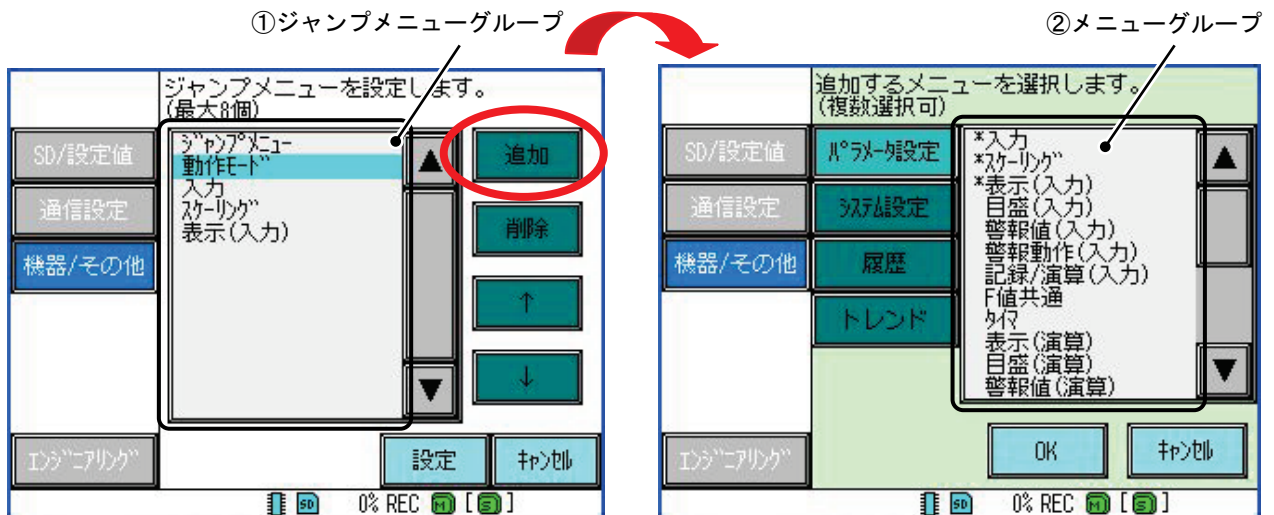 ①ジャンプメニューグループ
②メニューグループ
ジャンプメニューを設定します。
(最大8個)
SD/設定値
通信設定
機器/その他
エンジニアリング
ジャンプメニュー
動作モード
入力
スケーリング
表示(入力)
▲
▼
追加
削除
↑
↓
設定
キャンセル
SD 0% REC M [S]
追加するメニューを選択します。
(複数選択可)
SD/設定値
通信設定
機器/その他
エンジニアリング
パラメータ設定
システム設定
履歴
トレンド
*入力
*スケーリング
*表示(入力)
目盛(入力)
警報値(入力)
警報動作(入力)
記録/演算(入力)
F値共通
タイマ
表示(演算)
目盛(演算)
警報値(演算)
▲
▼
OK
キャンセル
SD 0% REC M [S]